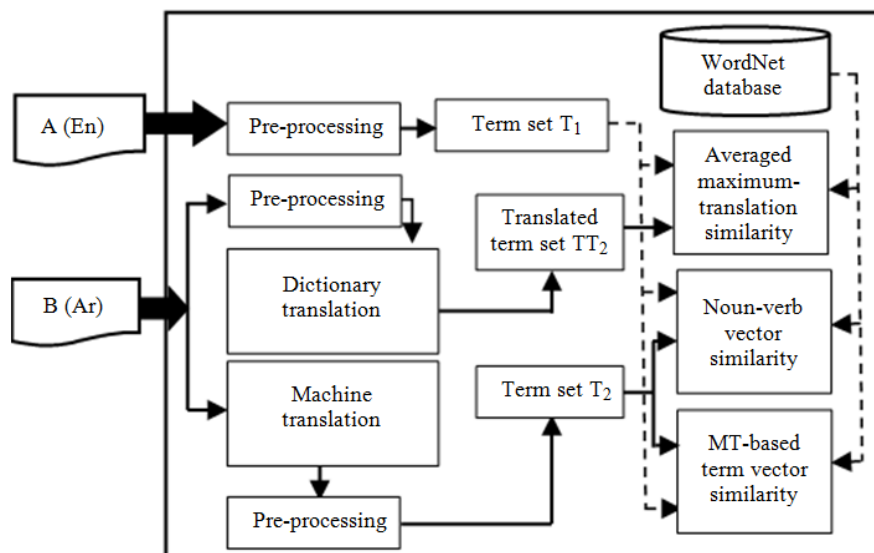 WordNet
database
A (En)
Pre-processing
Term set T₁
Averaged
maximum-
translation
similarity
Pre-processing
Translated
term set TT₂
B (Ar)
Dictionary
translation
Noun-verb
vector
similarity
Machine
translation
Term set T₂
MT-based
term vector
similarity
Pre-processing